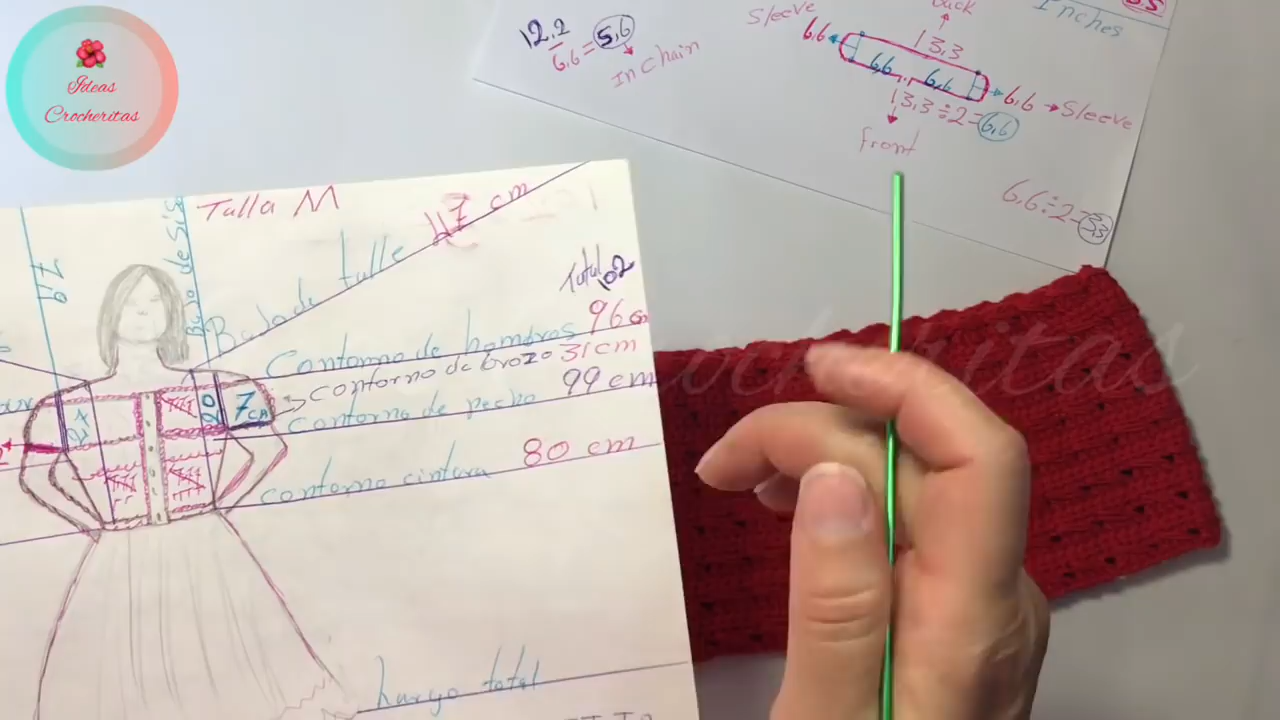 Ideas
Crocheritas
12,2
6,6 = 5,6
In Chain
Sleeve
6,6
13,3
6,6
6,6
6,6 → Sleeve
13,3 ÷ 2 = 6,6
front
Inches
6,6 ÷ 2 = 3,3
Talla M
47 cm
Bajo de talle
Total 102
Contorno de hombros 96 cm
contorno de brazo 31 cm
contorno de pecho 99 cm
contorno cintura 80 cm
20
7 cm
largo total